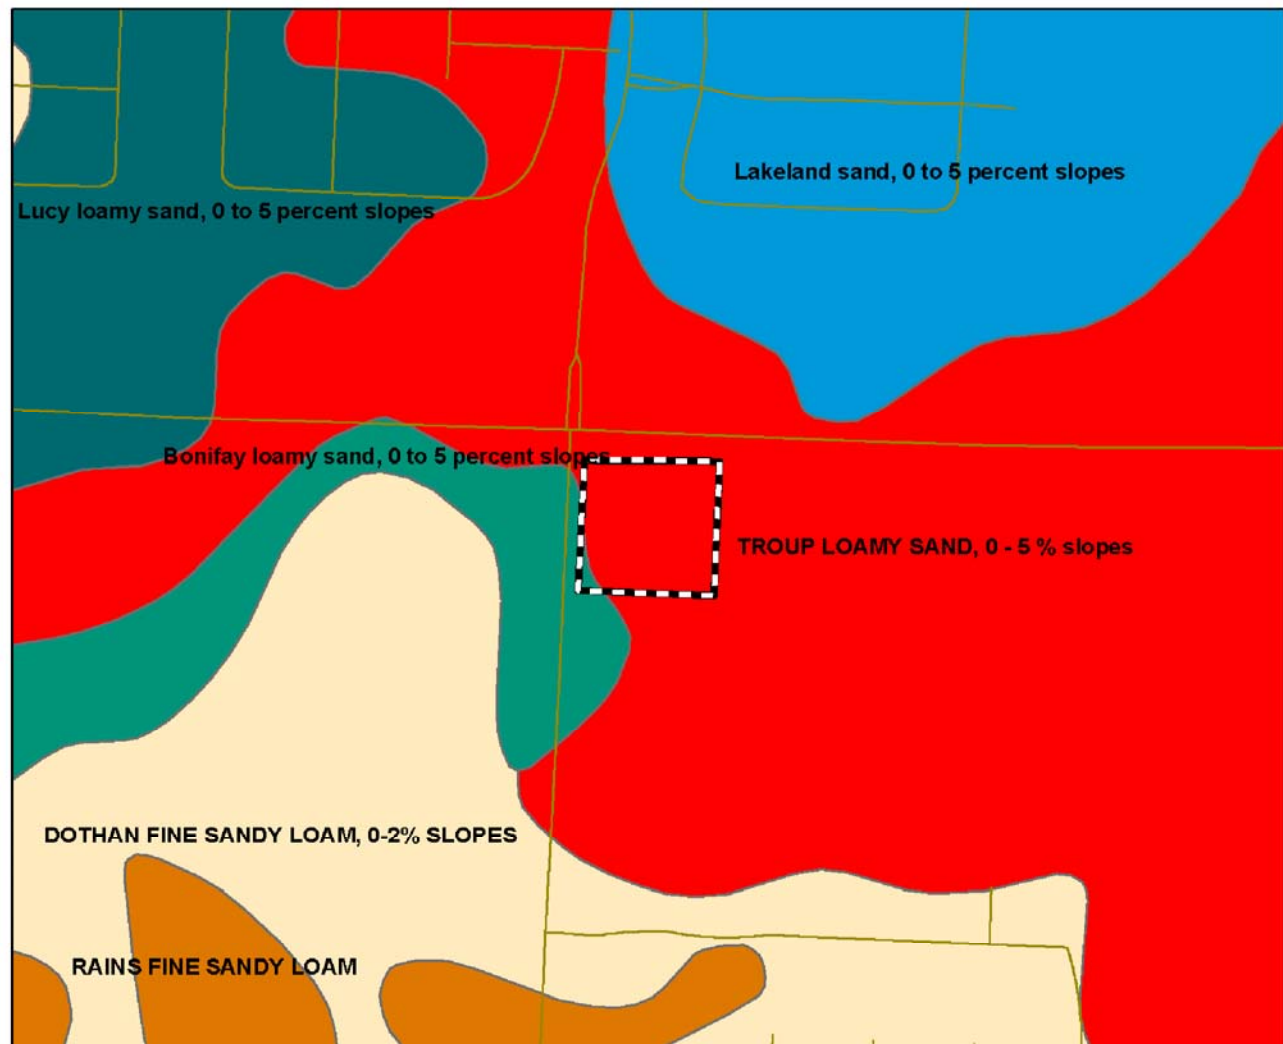 Lakeland sand, 0 to 5 percent slopes
Lucy loamy sand, 0 to 5 percent slopes
Bonifay loamy sand, 0 to 5 percent slopes
TROUP LOAMY SAND, 0 - 5 % slopes
DOTHAN FINE SANDY LOAM, 0-2% SLOPES
RAINS FINE SANDY LOAM